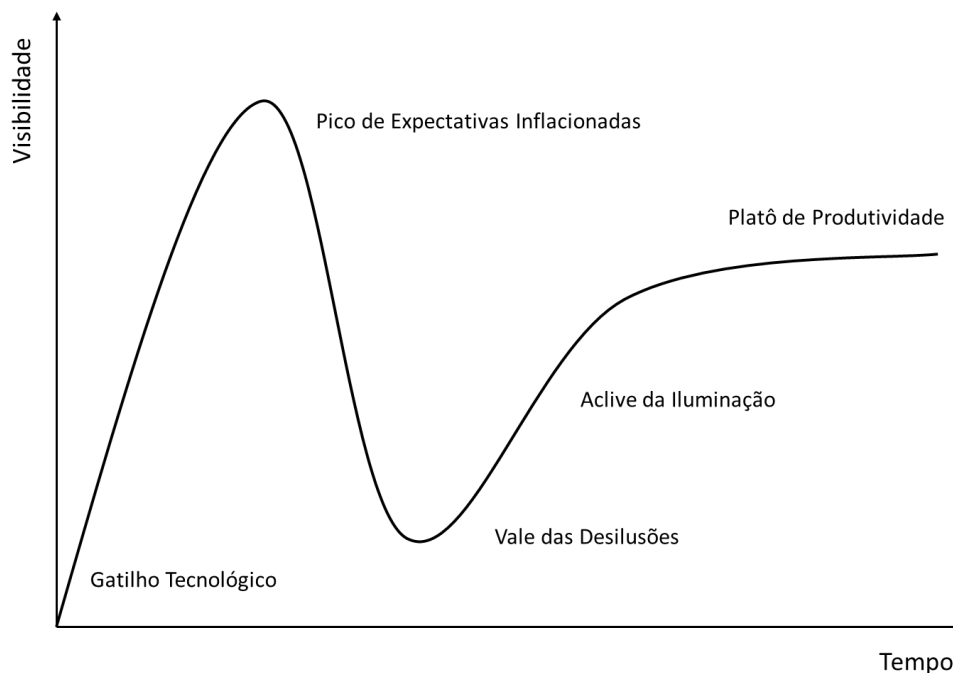 Visibilidade
Pico de Expectativas Inflacionadas
Platô de Produtividade
Aclive da Iluminação
Vale das Desilusões
Gatilho Tecnológico
Tempo